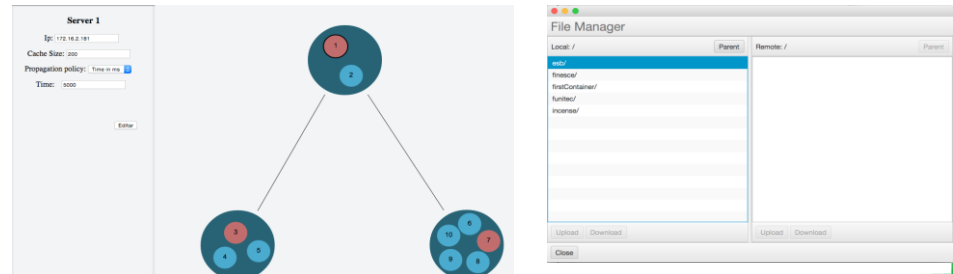 Server 1
Ip: 172.16.2.181
Cache Size: 200
Propagation policy: Time in ms
Time: 5000
Editar
1
2
3
4
5
6
7
8
9
10
File Manager
Local: /
Parent
Remote: /
Parent
esb/
finesce/
firstContainer/
funitec/
incense/
Upload Download
Upload Download
Close